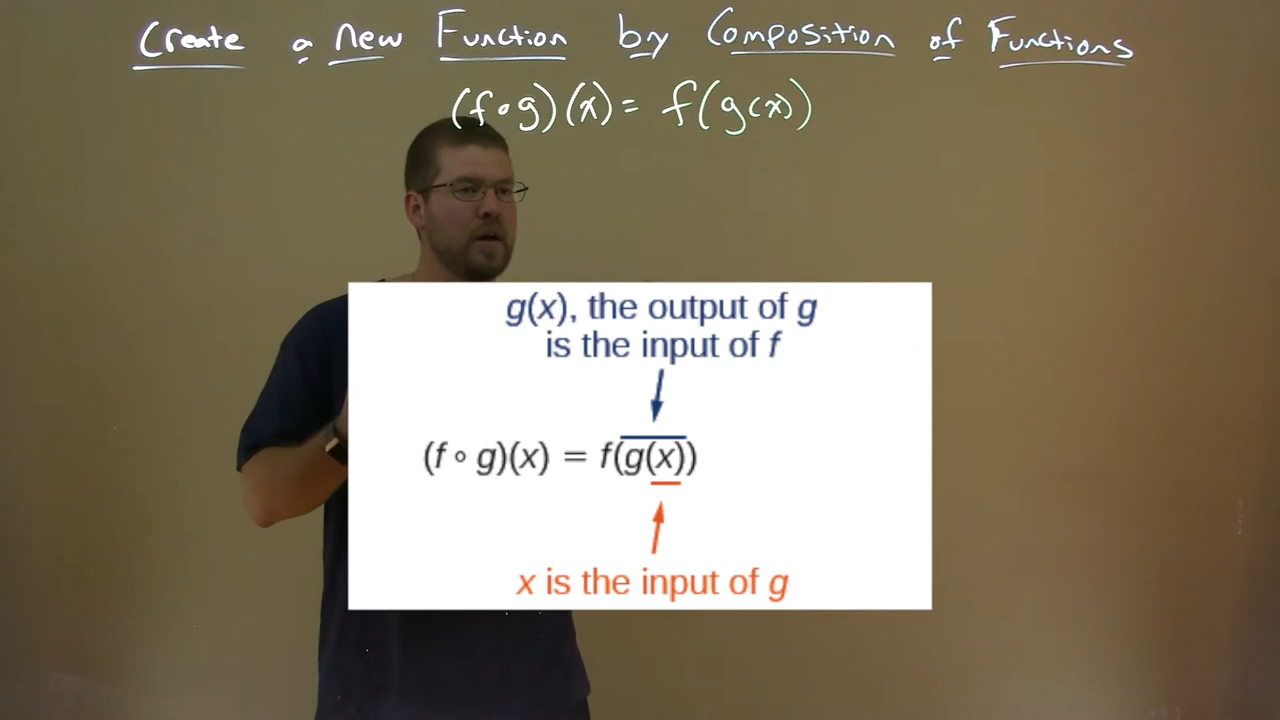 Create a New Function by Composition of Functions
(f∘g)(x) = f(g(x))
g(x), the output of g
is the input of f
(f ∘ g)(x) = f(g(x))
x is the input of g